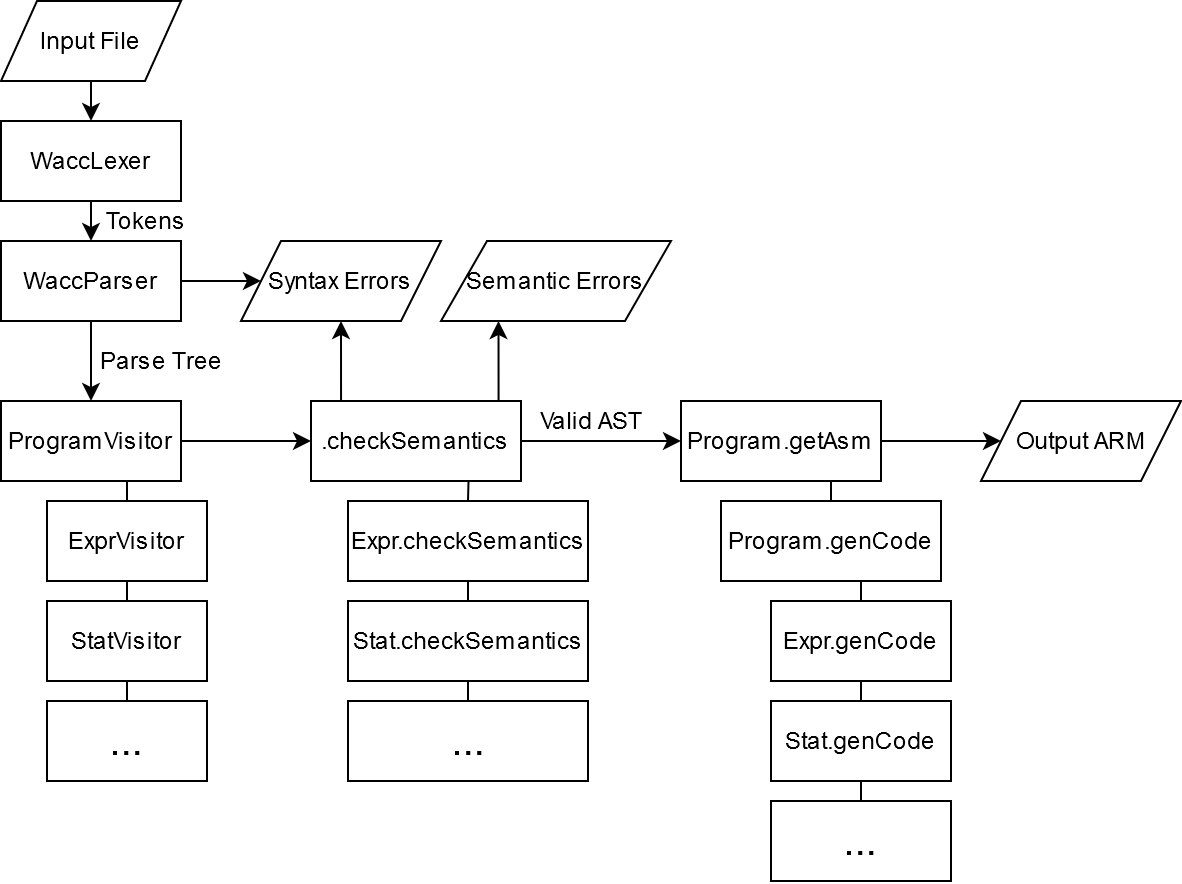 Input File
WaccLexer
Tokens
WaccParser
Syntax Errors
Semantic Errors
Parse Tree
ProgramVisitor
.checkSemantics
Valid AST
Program.getAsm
Output ARM
ExprVisitor
Expr.checkSemantics
Program.genCode
StatVisitor
Stat.checkSemantics
Expr.genCode
...
...
Stat.genCode
...